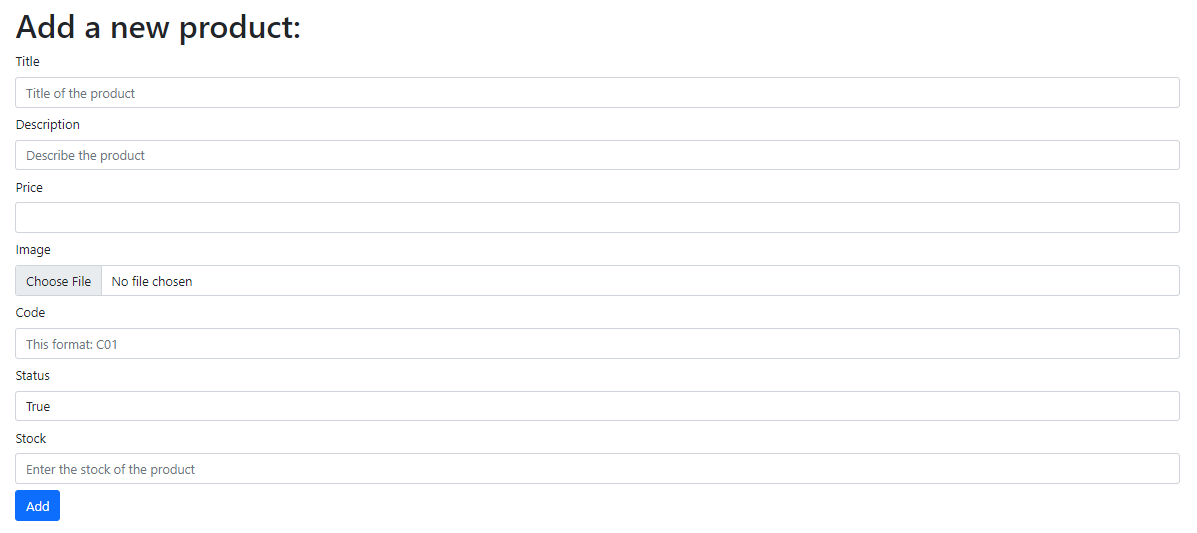 Add a new product:
Title
Title of the product
Description
Describe the product
Price
Image
Choose File No file chosen
Code
This format: C01
Status
True
Stock
Enter the stock of the product
Add